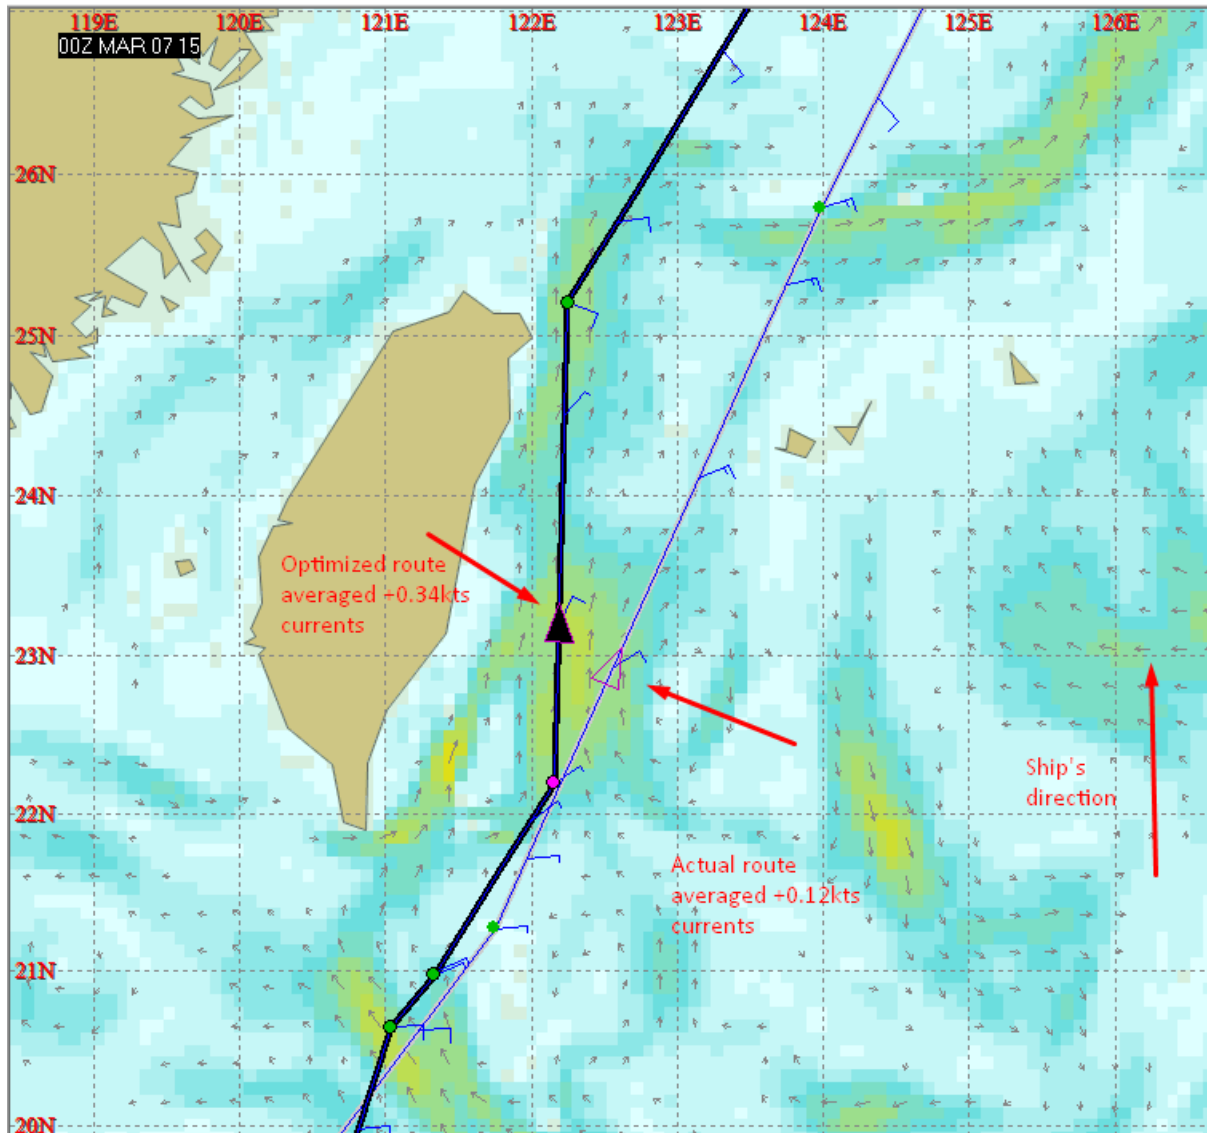 119E 120E 121E 122E 123E 124E 125E 126E
00Z MAR 07 15
26N
25N
24N
Optimized route
averaged +0.34kts
currents
23N
Ship's
direction
22N
Actual route
averaged +0.12kts
currents
21N
20N